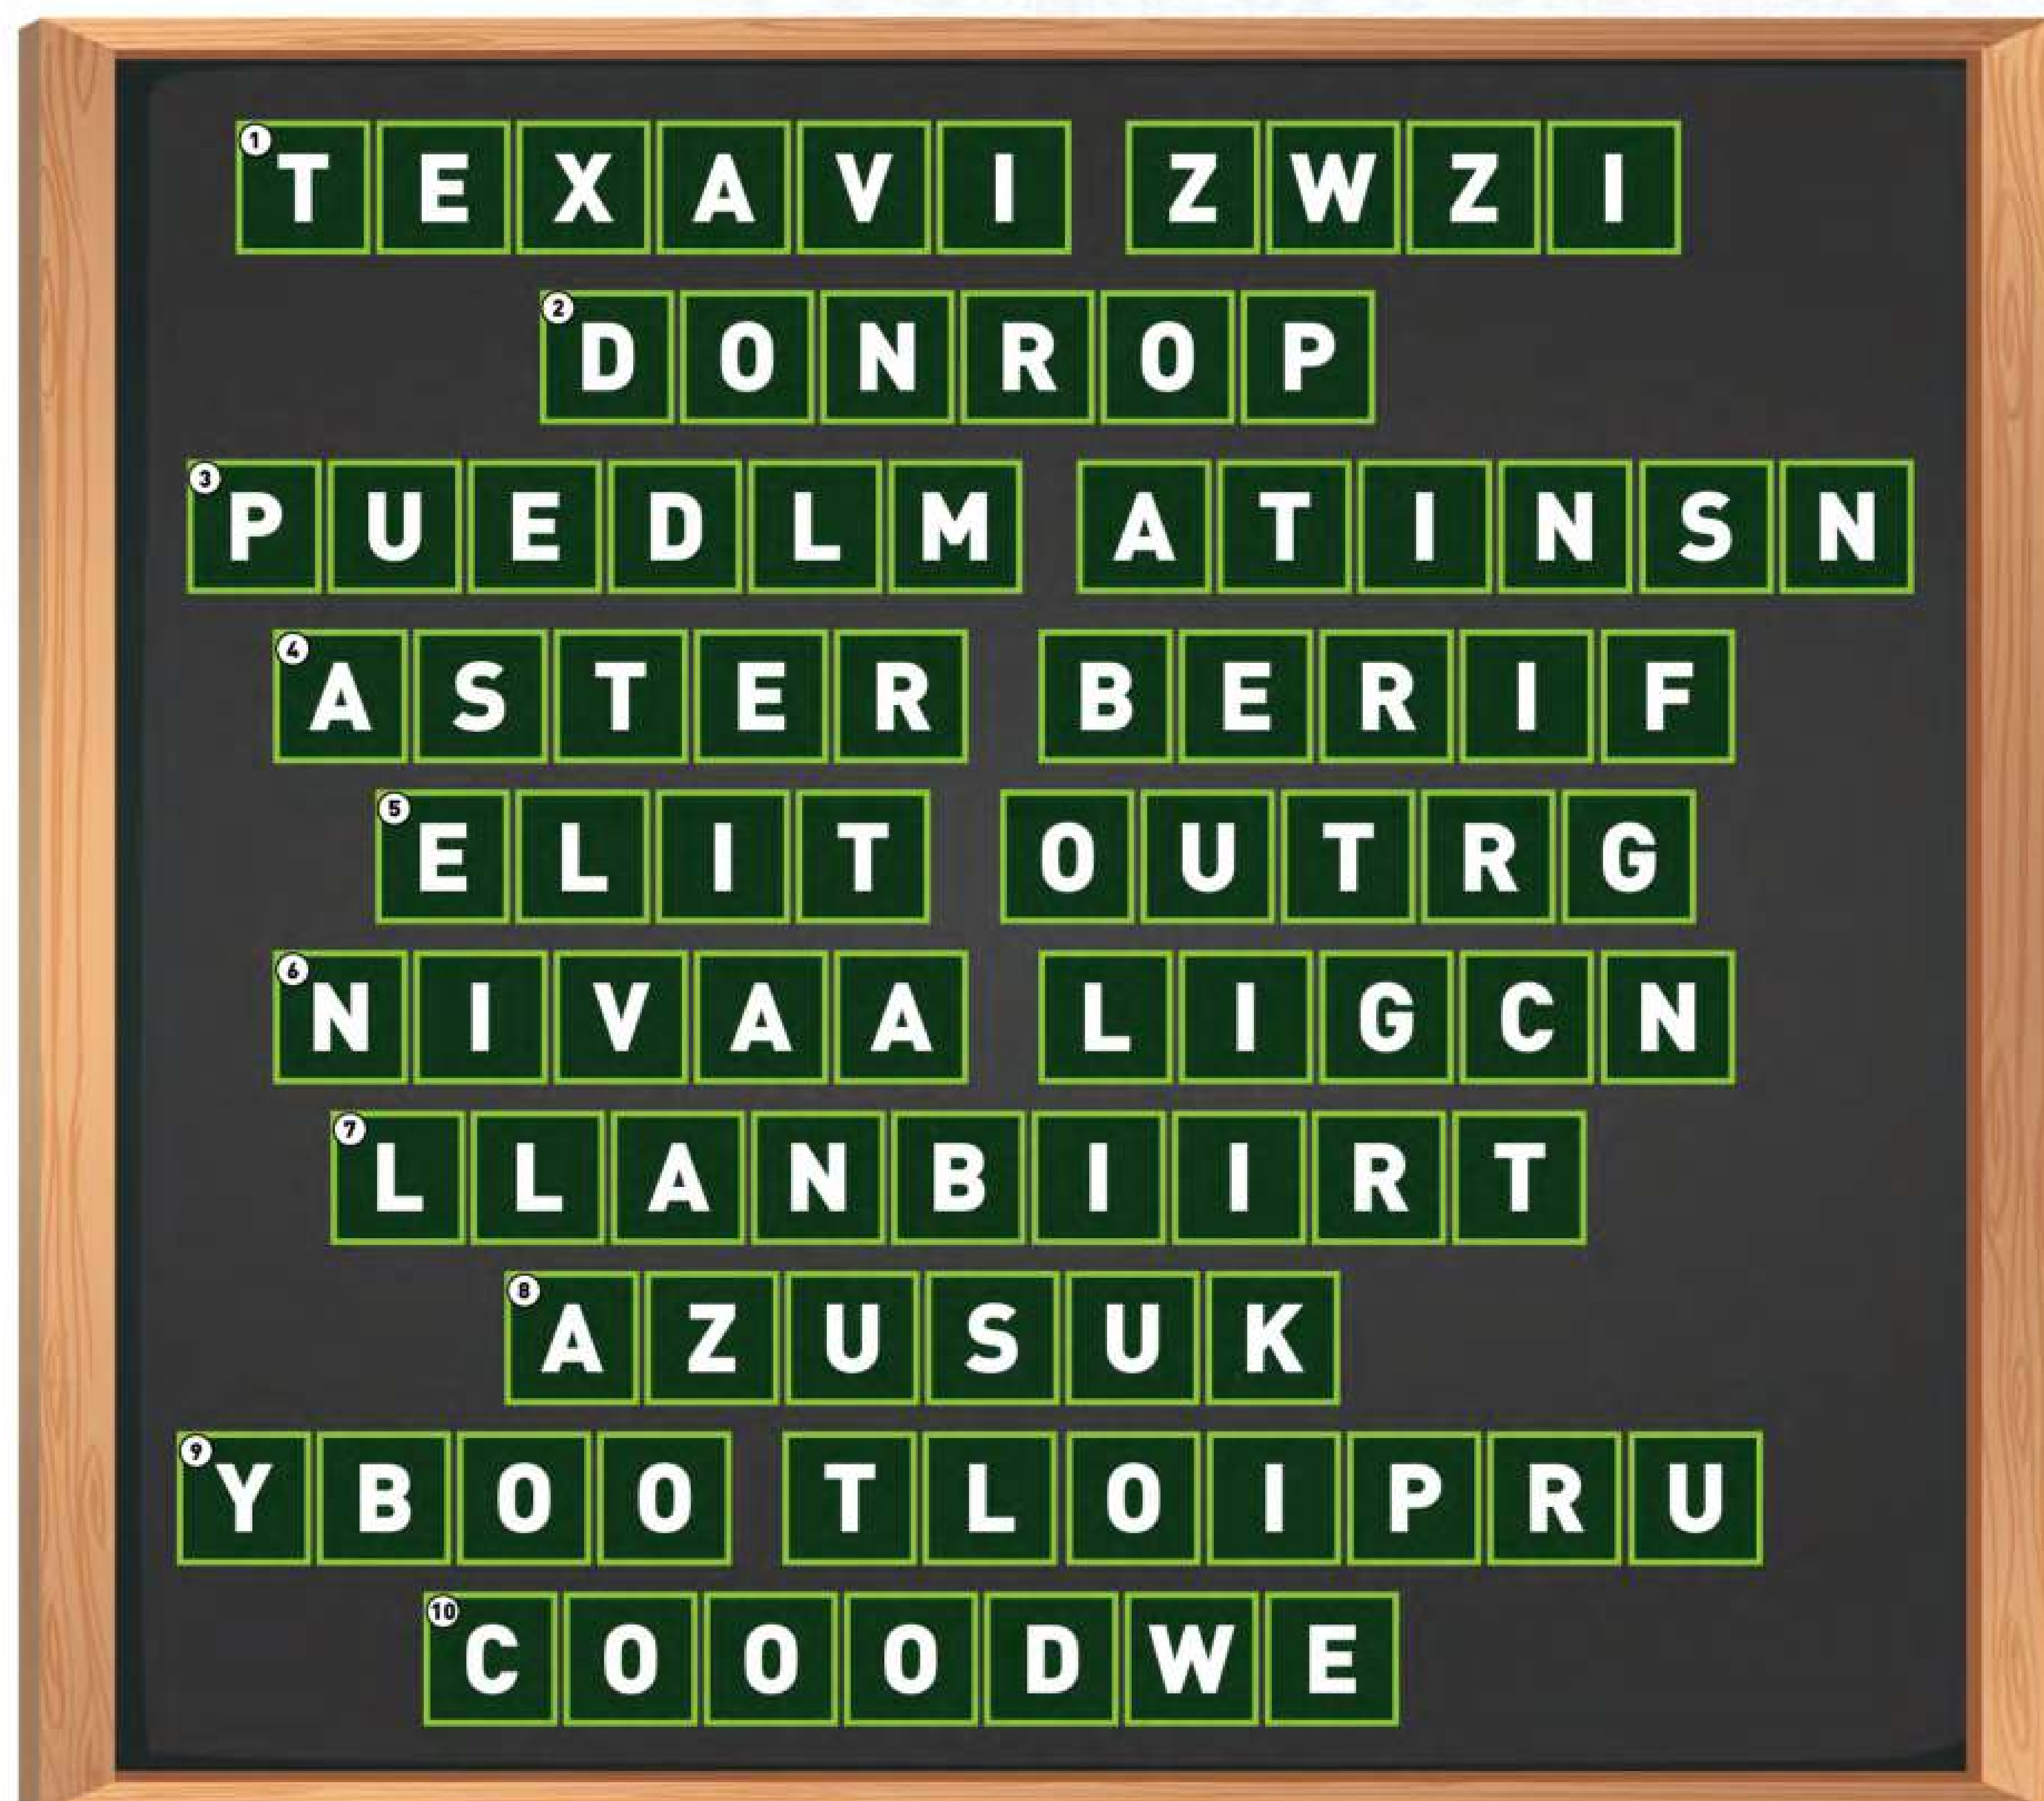 1 TEXAVI ZWZI
2 DONROP
3 PUEDLM ATINSN
4 ASTER BERIF
5 ELIT OUTRG
6 NIVAA LIGCN
7 LLANBIIRT
8 AZUSUK
9 YBOO TLOIPRU
10 COOODWE